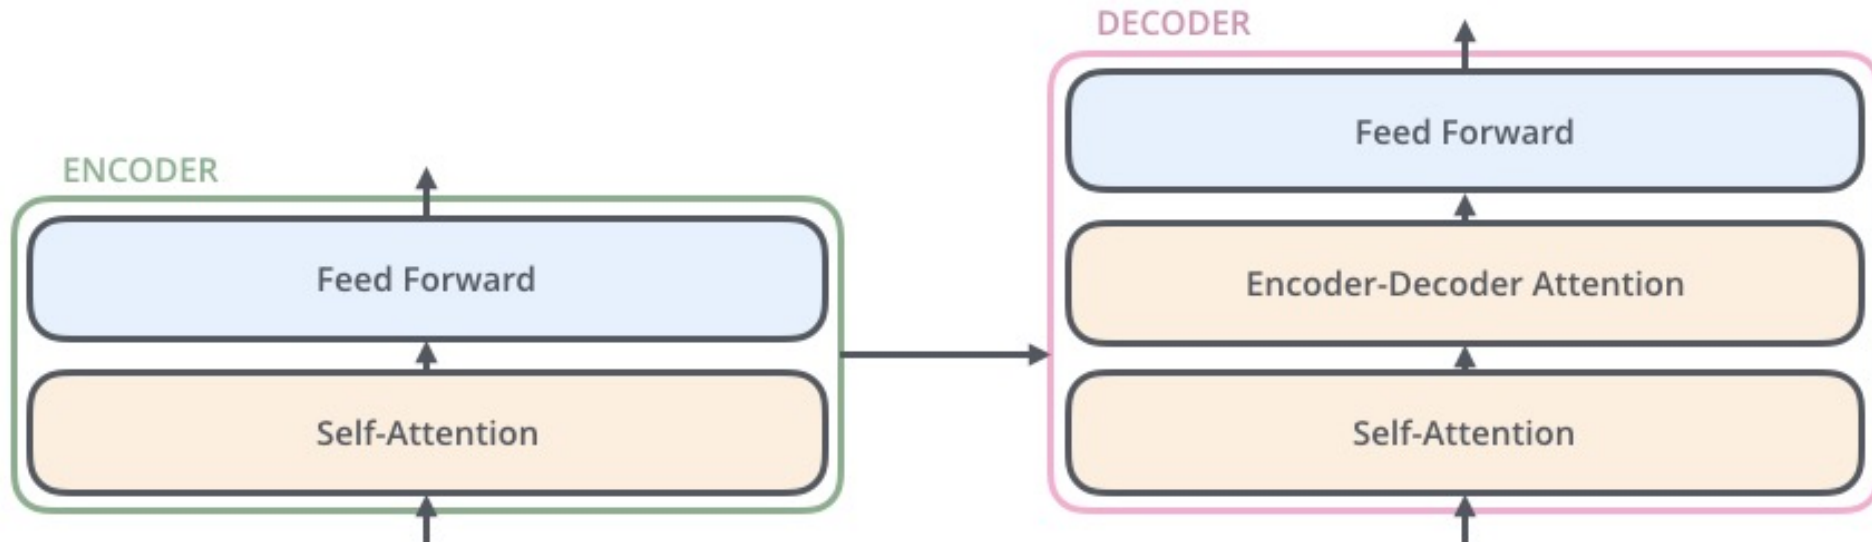 ENCODER
Feed Forward
Self-Attention
DECODER
Feed Forward
Encoder-Decoder Attention
Self-Attention